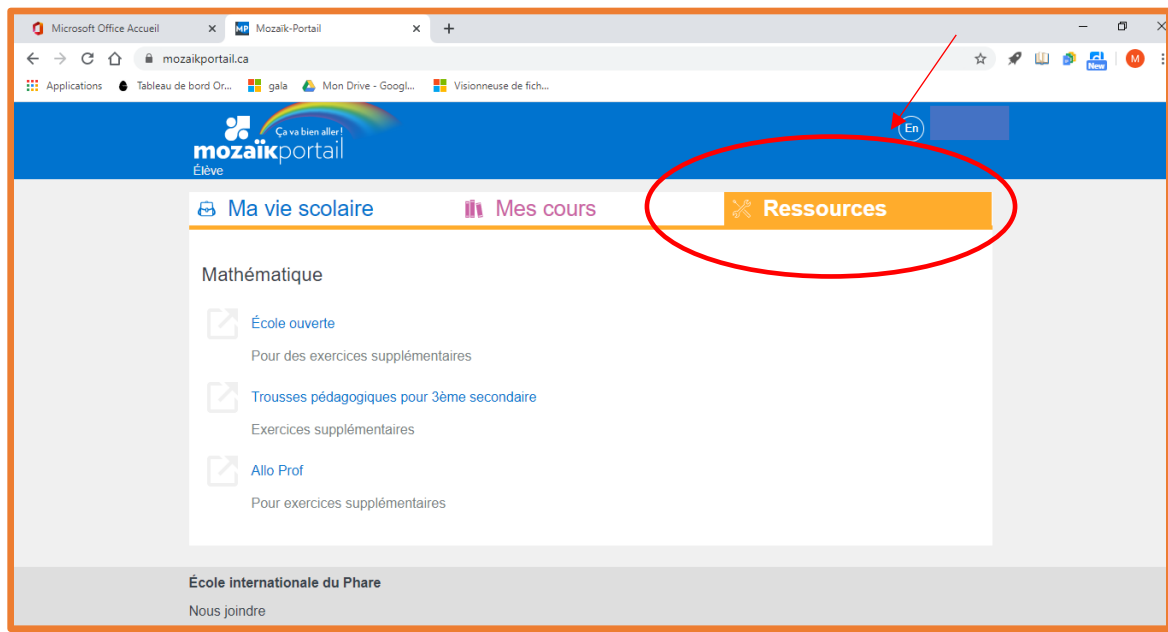 Microsoft Office Accueil
MP Mozaïk-Portail
mozaikportail.ca
New
M
Applications
Tableau de bord Or...
gala
Mon Drive - Googl...
Visionneuse de fich...
Ça va bien aller!
mozaïkportail
Élève
En
Ma vie scolaire
Mes cours
Ressources
Mathématique
École ouverte
Pour des exercices supplémentaires
Trousses pédagogiques pour 3ème secondaire
Exercices supplémentaires
Allo Prof
Pour exercices supplémentaires
École internationale du Phare
Nous joindre